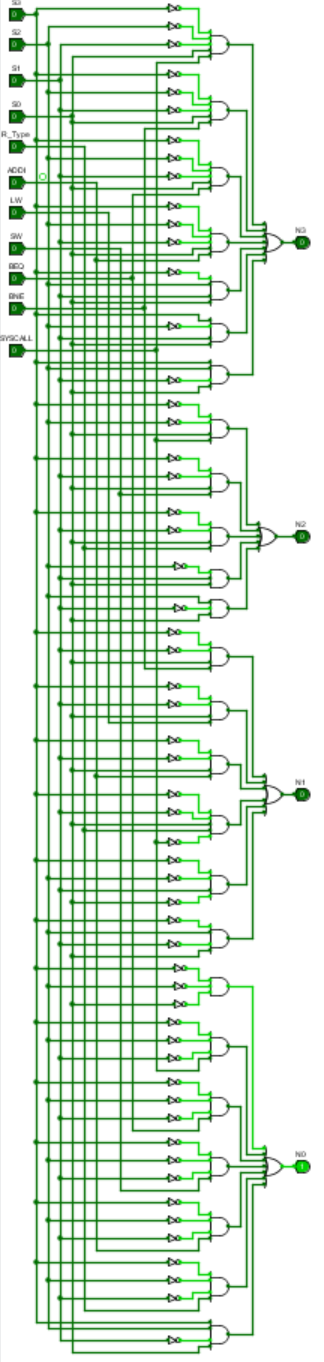 S3
0
S2
0
S1
0
S0
0
R_Type
0
ADDI
0
LW
0
SW
0
BEQ
0
BNE
0
SYSCALL
0
N3
0
N2
0
N1
0
N0
1